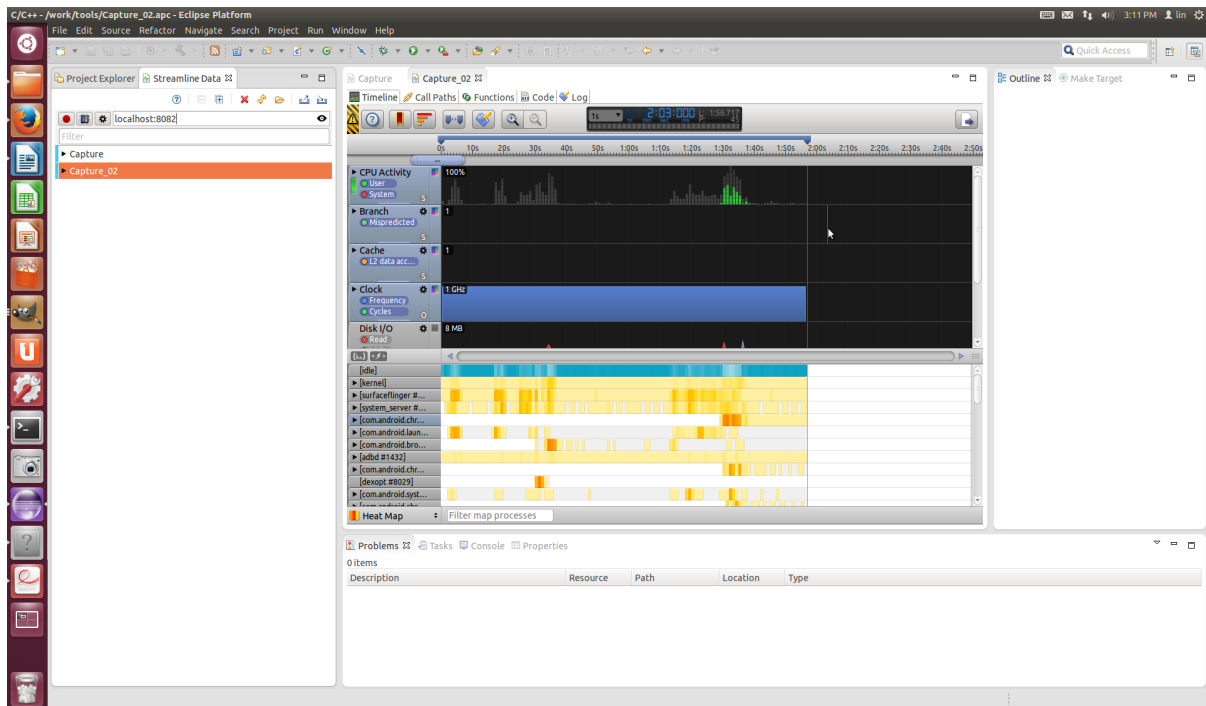 C/C++ - /work/tools/Capture_02.apc - Eclipse Platform
3:11 PM lin
File Edit Source Refactor Navigate Search Project Run Window Help
Quick Access
Project Explorer Streamline Data
localhost:8082
Filter
Capture
Capture_02
Capture Capture_02
Timeline Call Paths Functions Code Log
1s 2:03:000 1:56.717
0s 10s 20s 30s 40s 50s 1:00s 1:10s 1:20s 1:30s 1:40s 1:50s 2:00s 2:10s 2:20s 2:30s 2:40s 2:50s
CPU Activity 100%
User
System
S
Branch 1
Mispredicted
S
Cache 1
L2 data acc...
S
Clock 1 GHz
Frequency
Cycles
O
Disk I/O 8 MB
Read
[idle]
[kernel]
[surfaceflinger #...
[system_server #...
[com.android.chr...
[com.android.laun...
[com.android.bro...
[adbd #1432]
[com.android.chr...
[dexopt #8029]
[com.android.syst...
Heat Map Filter map processes
Outline Make Target
Problems Tasks Console Properties
0 items
Description Resource Path Location Type